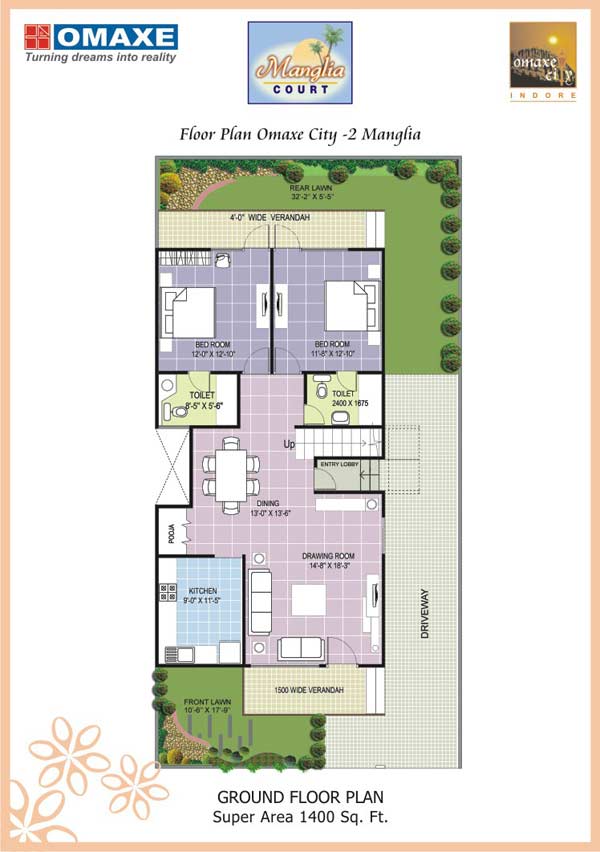 OMAXE
Turning dreams into reality
Manglia
COURT
omaxe
city
INDORE
Floor Plan Omaxe City -2 Manglia
REAR LAWN
32'-2" X 5'-5"
4'-0" WIDE VERANDAH
BED ROOM
12'-0" X 12'-10"
BED ROOM
11'-8" X 12'-10"
TOILET
8'-5" X 5'-6"
TOILET
2400 X 1675
Up
ENTRY LOBBY
DINING
13'-0" X 13'-6"
POOJA
DRAWING ROOM
14'-8" X 18'-3"
KITCHEN
9'-0" X 11'-5"
DRIVEWAY
1500 WIDE VERANDAH
FRONT LAWN
10'-6" X 17'-9"
GROUND FLOOR PLAN
Super Area 1400 Sq. Ft.